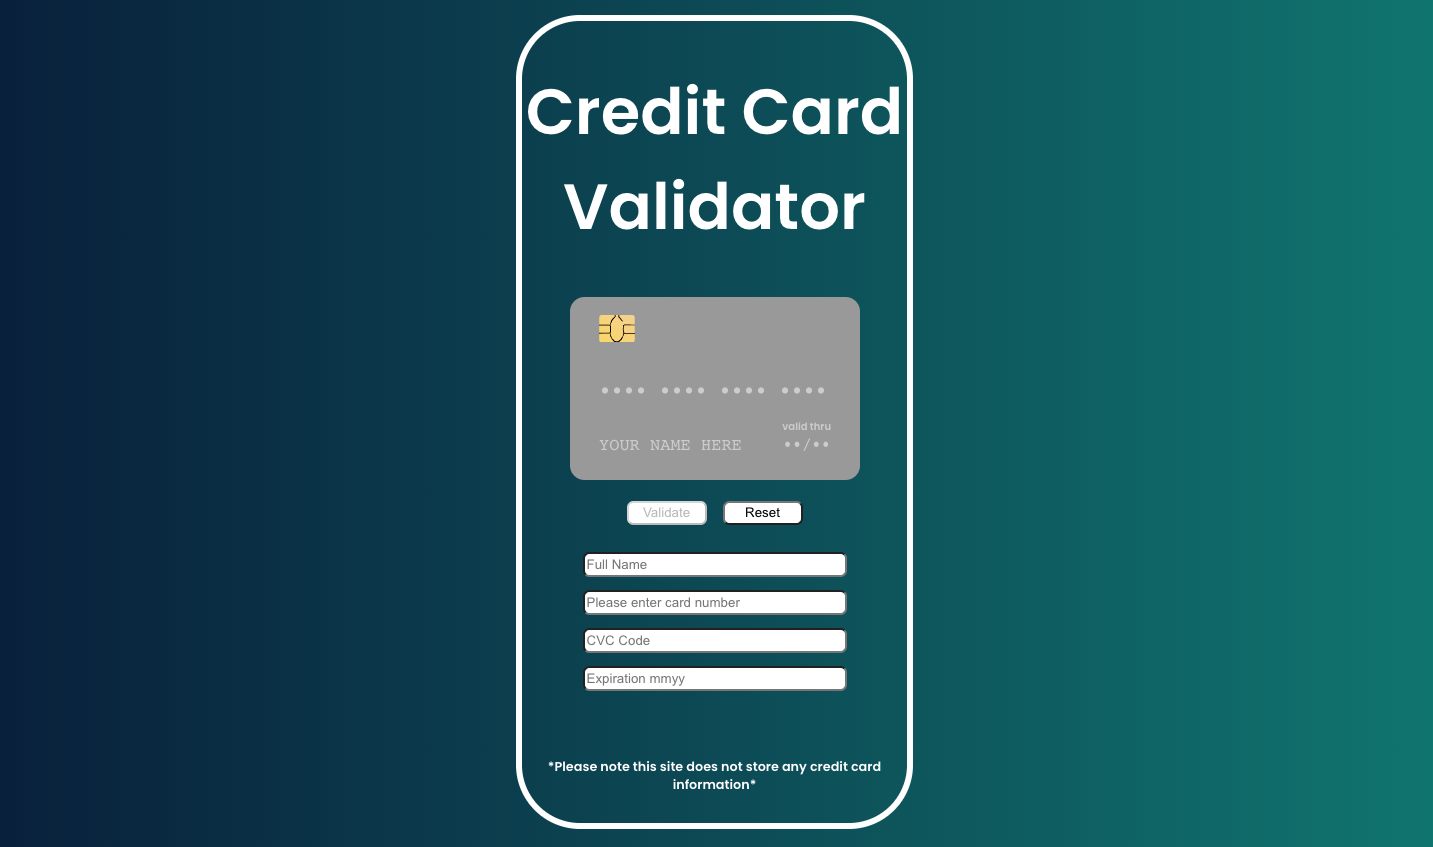 Credit Card
Validator
•••• •••• •••• ••••
valid thru
YOUR NAME HERE ••/••
Validate Reset
Full Name
Please enter card number
CVC Code
Expiration mmyy
*Please note this site does not store any credit card
information*